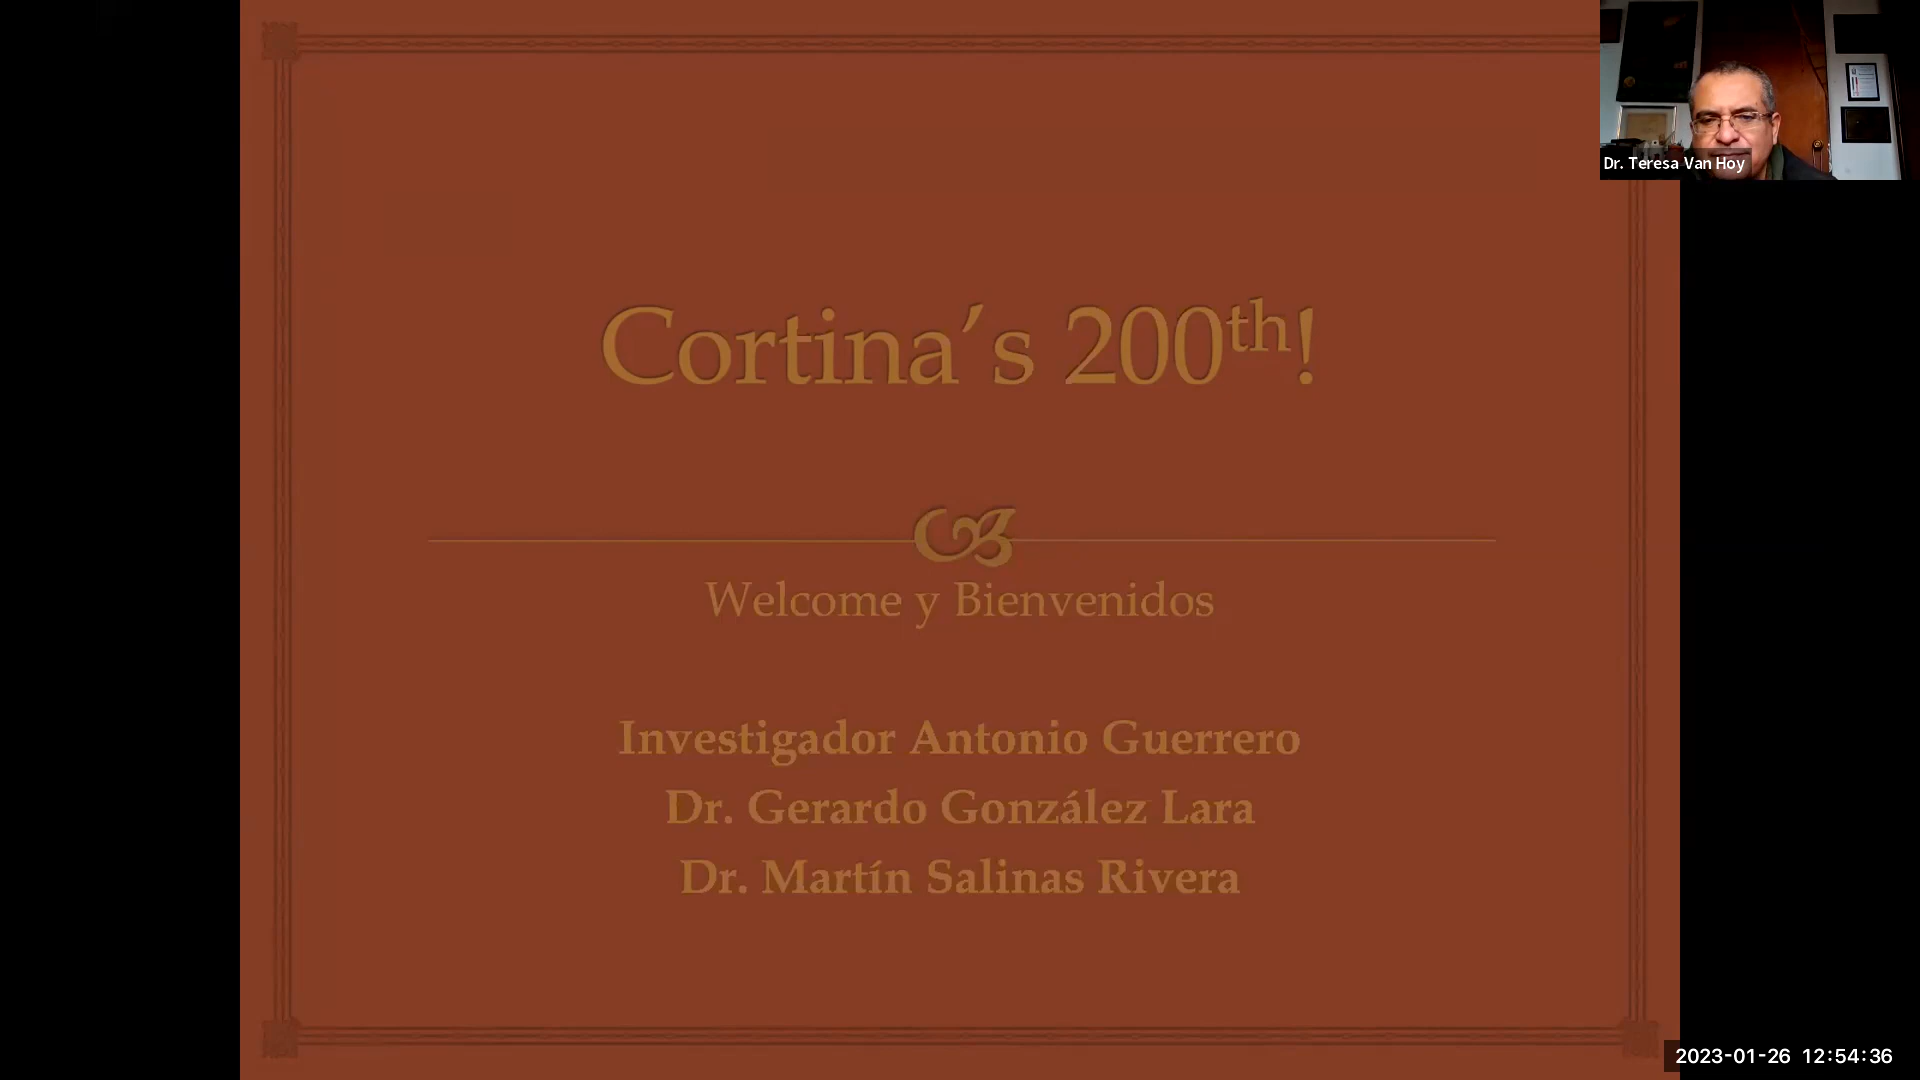 Cortina's 200th!
Welcome y Bienvenidos
Investigador Antonio Guerrero
Dr. Gerardo González Lara
Dr. Martín Salinas Rivera
Dr. Teresa Van Hoy
2023-01-26 12:54:36